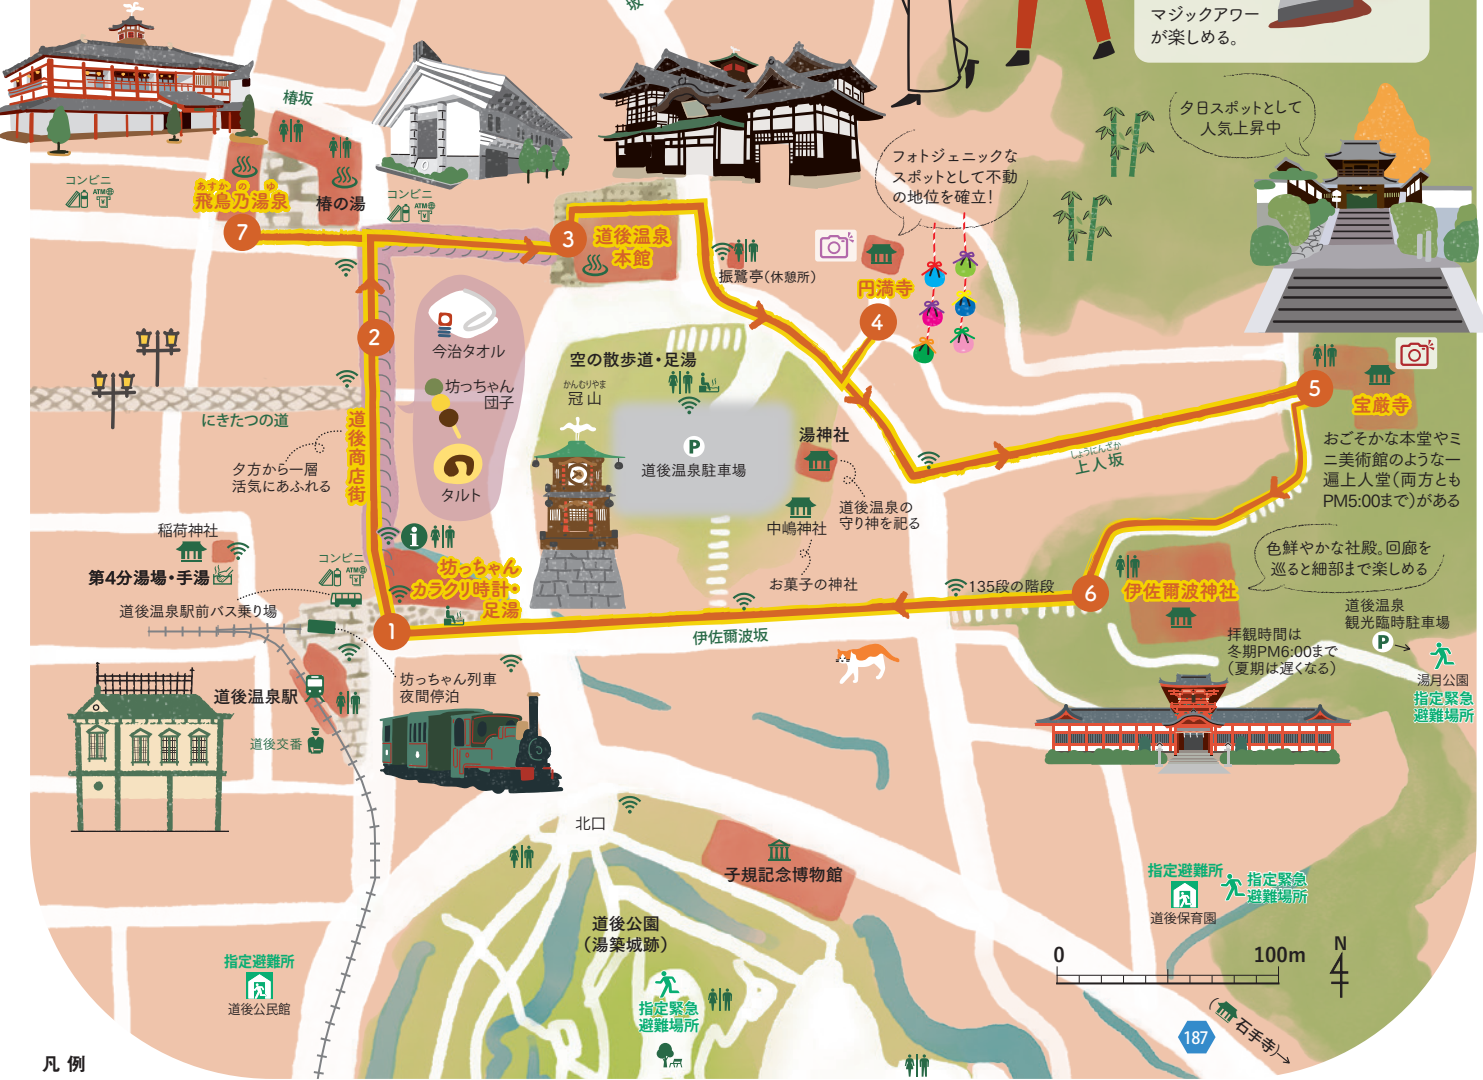 坂
マジックアワー
が楽しめる。
椿坂
夕日スポットとして
人気上昇中
フォトジェニックな
スポットとして不動
の地位を確立！
コンビニ
ATM
あすか の ゆ
飛鳥乃湯泉
椿の湯
コンビニ
ATM
7
3
道後温泉
本館
振鷺亭（休憩所）
円満寺
4
2
今治タオル
坊っちゃん
団子
タルト
空の散歩道・足湯
かんむりやま
冠山
P
道後温泉駐車場
湯神社
道後温泉の
守り神を祀る
中嶋神社
お菓子の神社
5
宝厳寺
おごそかな本堂やミ
ニ美術館のような一
遍上人堂（両方とも
PM5:00まで）がある
しょうにんざか
上人坂
にきたつの道
道後商店街
夕方から一層
活気にあふれる
稲荷神社
第4分湯場・手湯
コンビニ
ATM
道後温泉駅前バス乗り場
i
坊っちゃん
カラクリ時計・
足湯
1
伊佐爾波坂
135段の階段
6
伊佐爾波神社
色鮮やかな社殿。回廊を
巡ると細部まで楽しめる
拝観時間は
冬期PM6:00まで
（夏期は遅くなる）
道後温泉
観光臨時駐車場
P
湯月公園
指定緊急
避難場所
道後温泉駅
坊っちゃん列車
夜間停泊
道後交番
北口
子規記念博物館
道後公園
（湯築城跡）
指定緊急
避難場所
指定避難所
道後公民館
指定避難所
道後保育園
指定緊急
避難場所
0 100m
N
187
（石手寺）
凡例